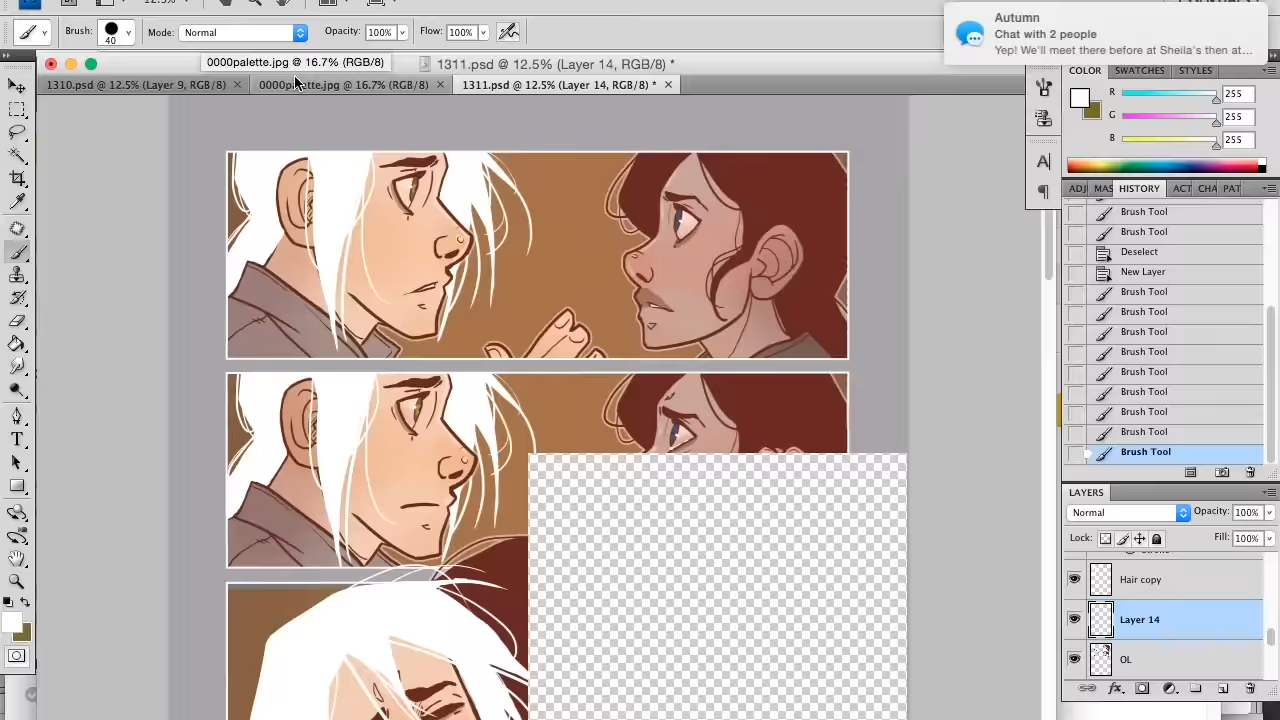 Brush:
40
Mode:
Normal
Opacity:
100%
Flow:
100%
Autumn
Chat with 2 people
Yep! We'll meet there before at Sheila's then at...
0000palette.jpg @ 16.7% (RGB/8)
1311.psd @ 12.5% (Layer 14, RGB/8) *
1310.psd @ 12.5% (Layer 9, RGB/8)
0000palette.jpg @ 16.7% (RGB/8)
1311.psd @ 12.5% (Layer 14, RGB/8) *
COLOR
SWATCHES
STYLES
R
255
G
255
B
255
ADJ
MAS
HISTORY
ACT
CHA
PAT
Brush Tool
Brush Tool
Deselect
New Layer
Brush Tool
Brush Tool
Brush Tool
Brush Tool
Brush Tool
Brush Tool
Brush Tool
Brush Tool
Brush Tool
LAYERS
Normal
Opacity:
100%
Lock:
Fill:
100%
Hair copy
Layer 14
OL